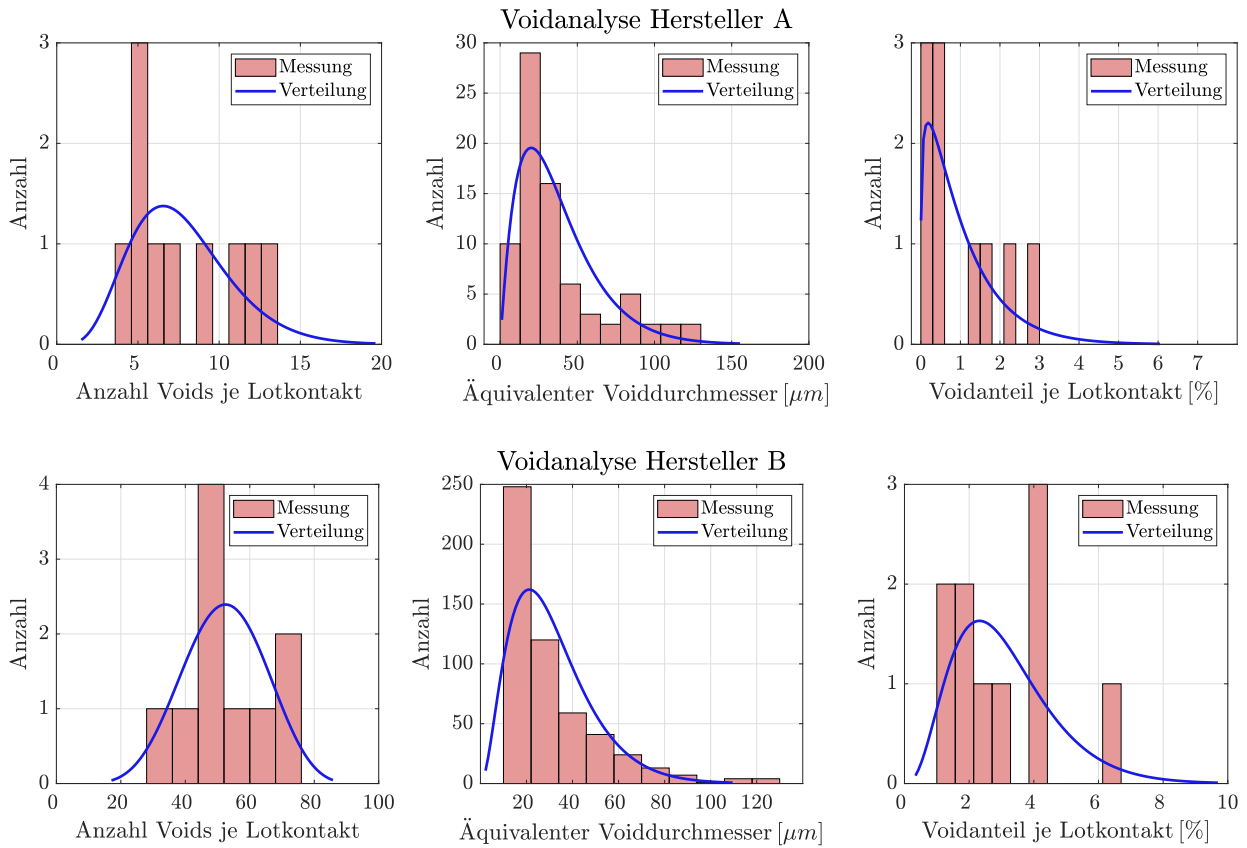 Voidanalyse Hersteller A
3
2
1
0
Anzahl
Messung
Verteilung
0 5 10 15 20
Anzahl Voids je Lotkontakt
30
25
20
15
10
5
0
Anzahl
Messung
Verteilung
0 50 100 150 200
Äquivalenter Voiddurchmesser [µm]
3
2
1
0
Anzahl
Messung
Verteilung
0 1 2 3 4 5 6 7
Voidanteil je Lotkontakt [%]
Voidanalyse Hersteller B
4
3
2
1
0
Anzahl
Messung
Verteilung
0 20 40 60 80 100
Anzahl Voids je Lotkontakt
250
200
150
100
50
0
Anzahl
Messung
Verteilung
20 40 60 80 100 120
Äquivalenter Voiddurchmesser [µm]
3
2
1
0
Anzahl
Messung
Verteilung
0 2 4 6 8 10
Voidanteil je Lotkontakt [%]